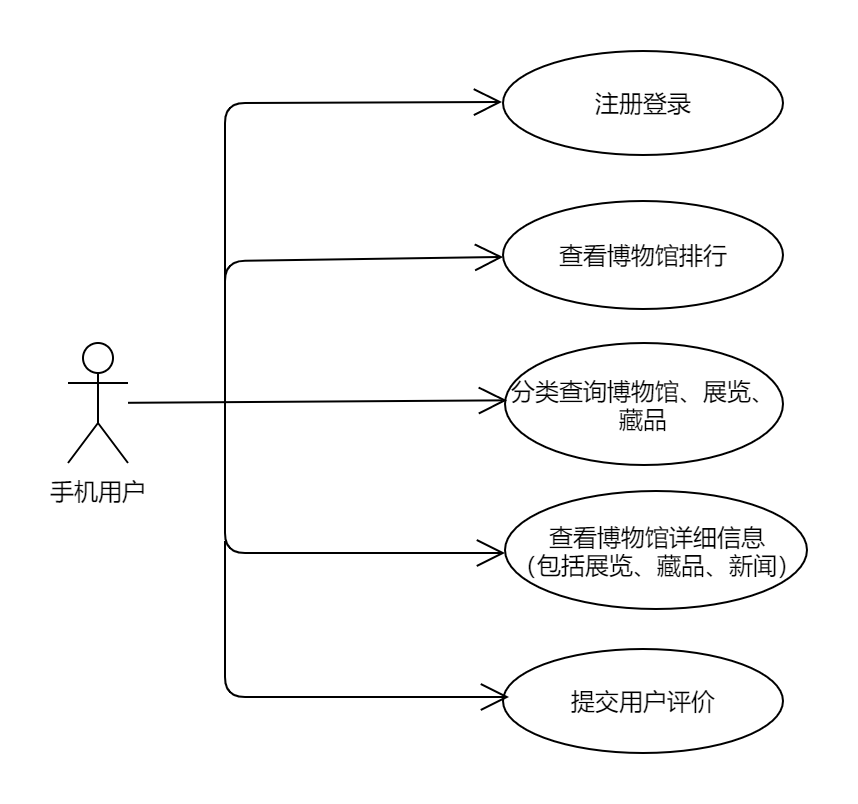 注册登录
查看博物馆排行
分类查询博物馆、展览、
藏品
手机用户
查看博物馆详细信息
（包括展览、藏品、新闻）
提交用户评价